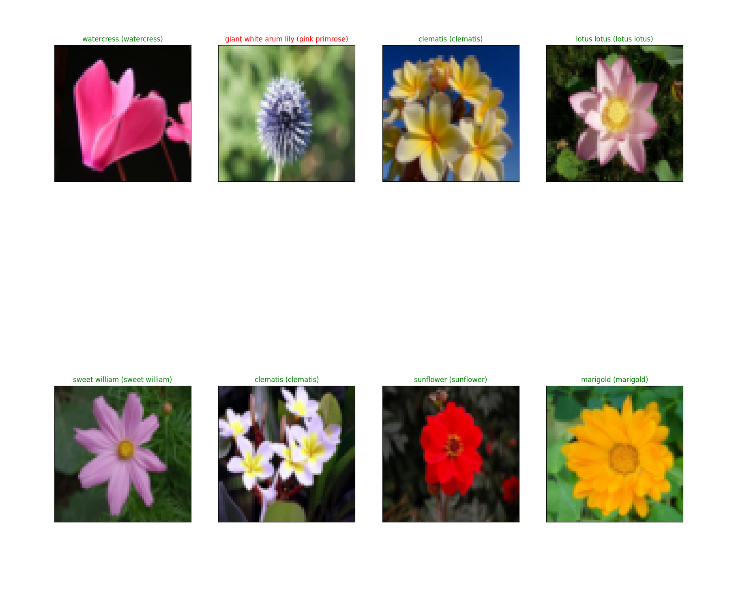 watercress (watercress)
giant white arum lily (pink primrose)
clematis (clematis)
lotus lotus (lotus lotus)
sweet william (sweet william)
clematis (clematis)
sunflower (sunflower)
marigold (marigold)